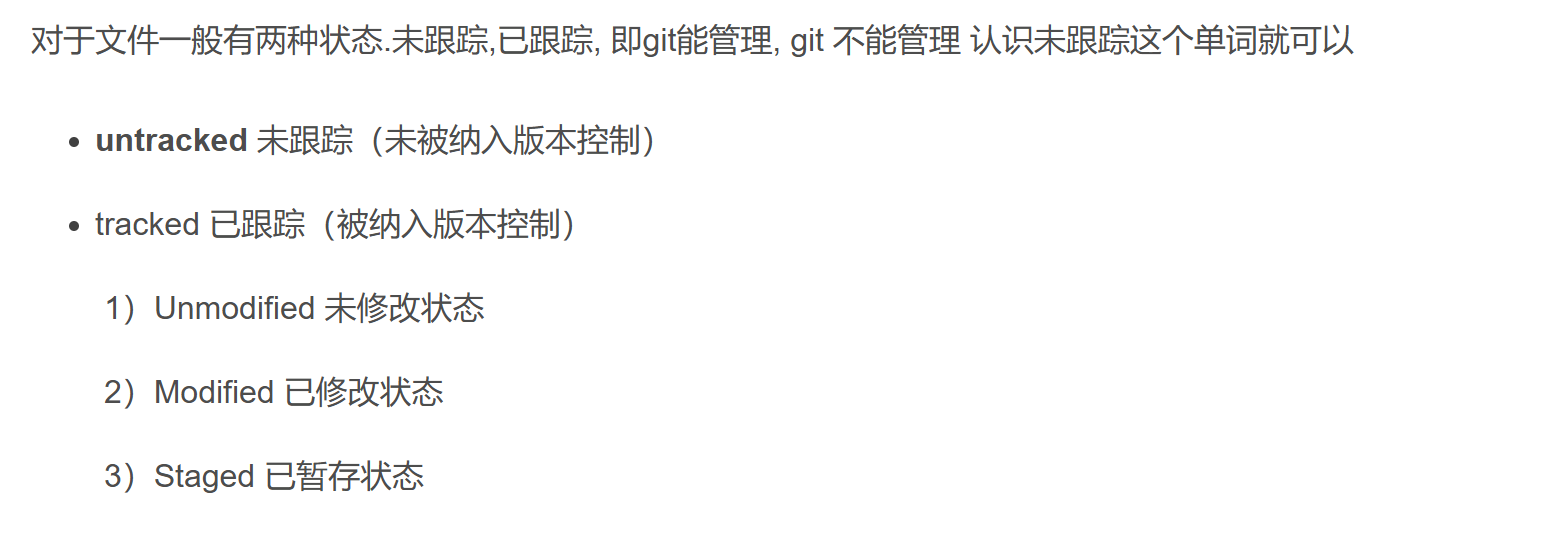 对于文件一般有两种状态.未跟踪,已跟踪, 即git能管理, git 不能管理 认识未跟踪这个单词就可以
• untracked 未跟踪（未被纳入版本控制）
• tracked 已跟踪（被纳入版本控制）
1）Unmodified 未修改状态
2）Modified 已修改状态
3）Staged 已暂存状态